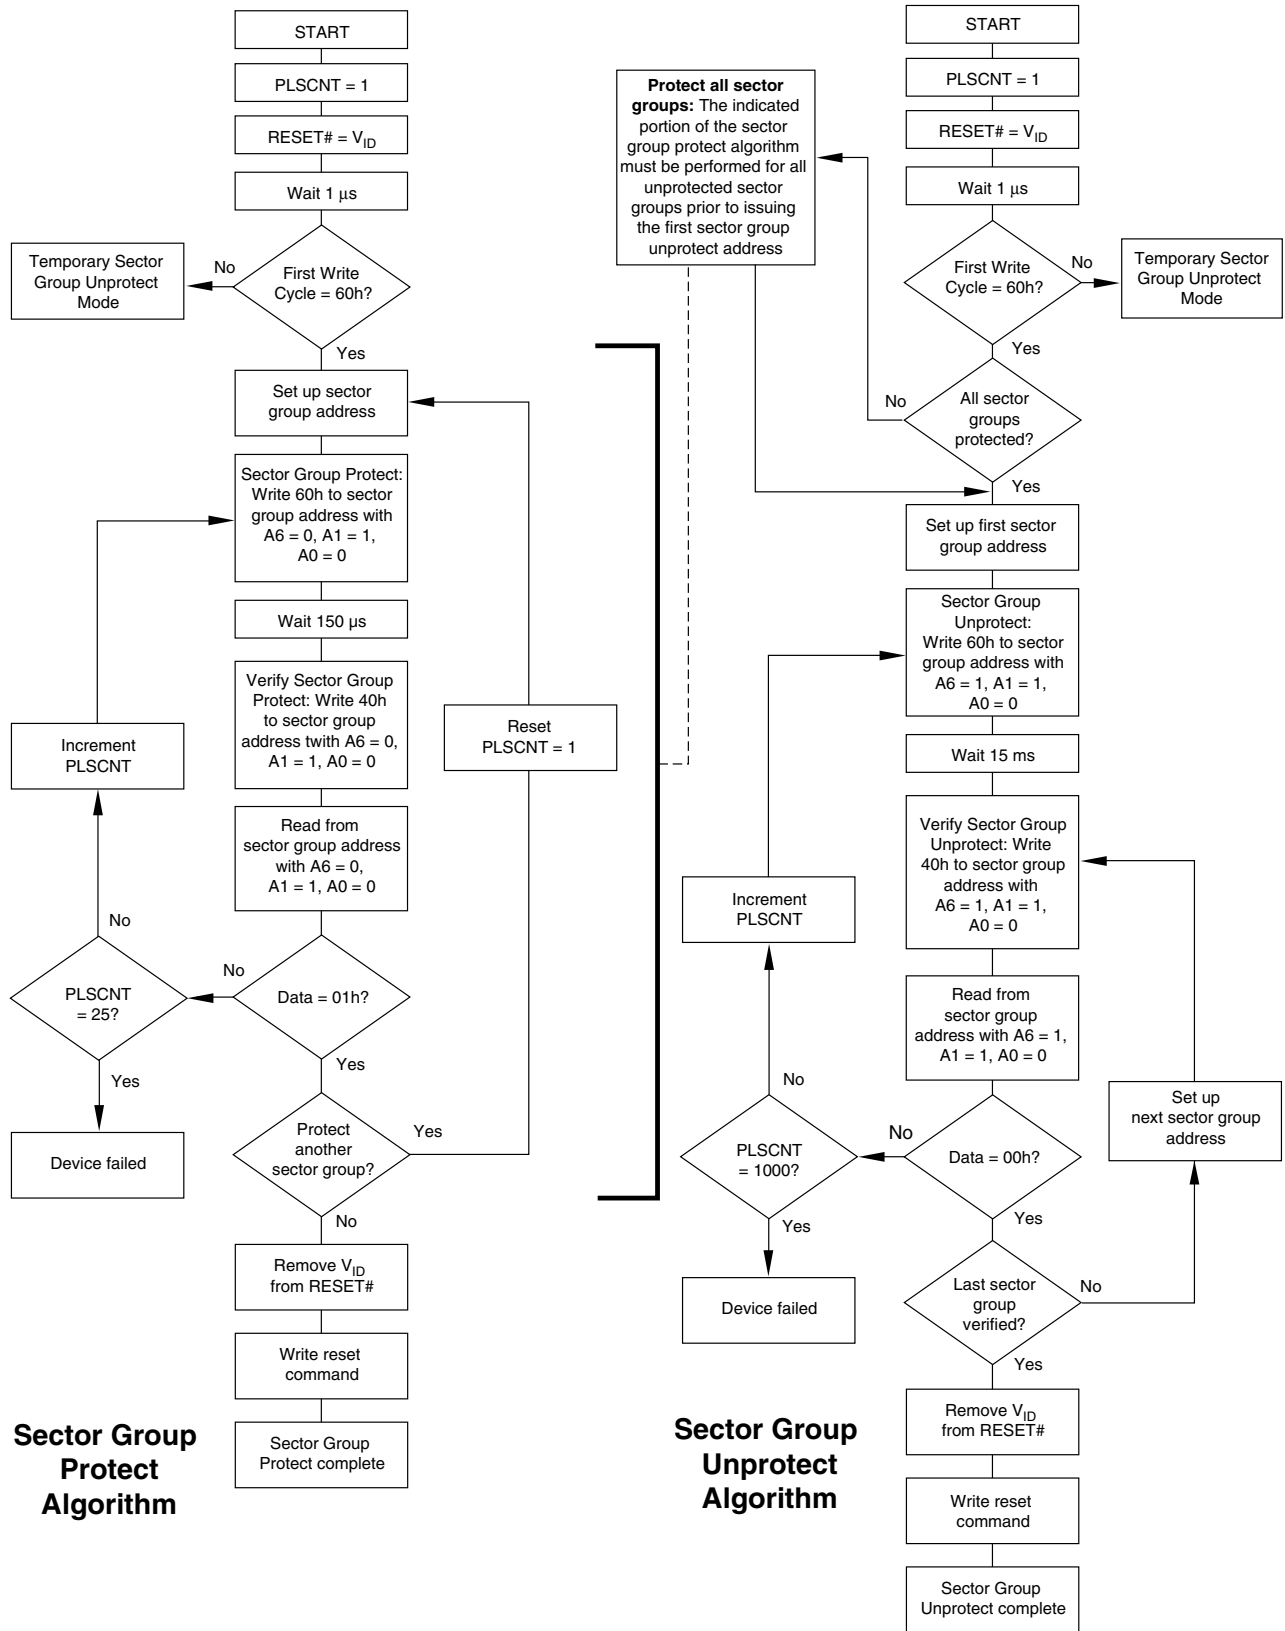 START
PLSCNT = 1
RESET# = VID
Wait 1 μs
First Write
Cycle = 60h?
No
Temporary Sector
Group Unprotect
Mode
Yes
Set up sector
group address
Sector Group Protect:
Write 60h to sector
group address with
A6 = 0, A1 = 1,
A0 = 0
Wait 150 µs
Verify Sector Group
Protect: Write 40h
to sector group
address twith A6 = 0,
A1 = 1, A0 = 0
Increment
PLSCNT
Reset
PLSCNT = 1
Read from
sector group address
with A6 = 0,
A1 = 1, A0 = 0
No
PLSCNT
= 25?
No
Data = 01h?
Yes
Yes
Device failed
Protect
another
sector group?
Yes
No
Remove VID
from RESET#
Write reset
command
Sector Group
Protect complete
Sector Group
Protect
Algorithm
Protect all sector
groups: The indicated
portion of the sector
group protect algorithm
must be performed for all
unprotected sector
groups prior to issuing
the first sector group
unprotect address
START
PLSCNT = 1
RESET# = VID
Wait 1 μs
First Write
Cycle = 60h?
No
Temporary Sector
Group Unprotect
Mode
Yes
No
All sector
groups
protected?
Yes
Set up first sector
group address
Sector Group
Unprotect:
Write 60h to sector
group address with
A6 = 1, A1 = 1,
A0 = 0
Wait 15 ms
Verify Sector Group
Unprotect: Write
40h to sector group
address with
A6 = 1, A1 = 1,
A0 = 0
Increment
PLSCNT
Read from
sector group
address with A6 = 1,
A1 = 1, A0 = 0
No
PLSCNT
= 1000?
No
Data = 00h?
Set up
next sector group
address
Yes
Yes
Device failed
Last sector
group
verified?
No
Yes
Remove VID
from RESET#
Write reset
command
Sector Group
Unprotect complete
Sector Group
Unprotect
Algorithm